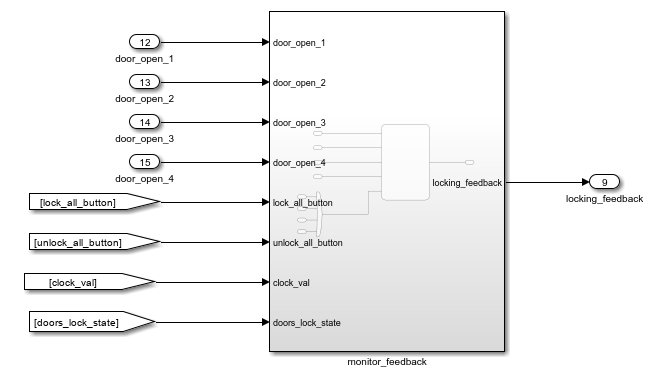 12
door_open_1
door_open_1
13
door_open_2
door_open_2
14
door_open_3
door_open_3
15
door_open_4
door_open_4
locking_feedback
9
locking_feedback
[lock_all_button]
lock_all_button
[unlock_all_button]
unlock_all_button
[clock_val]
clock_val
[doors_lock_state]
doors_lock_state
monitor_feedback